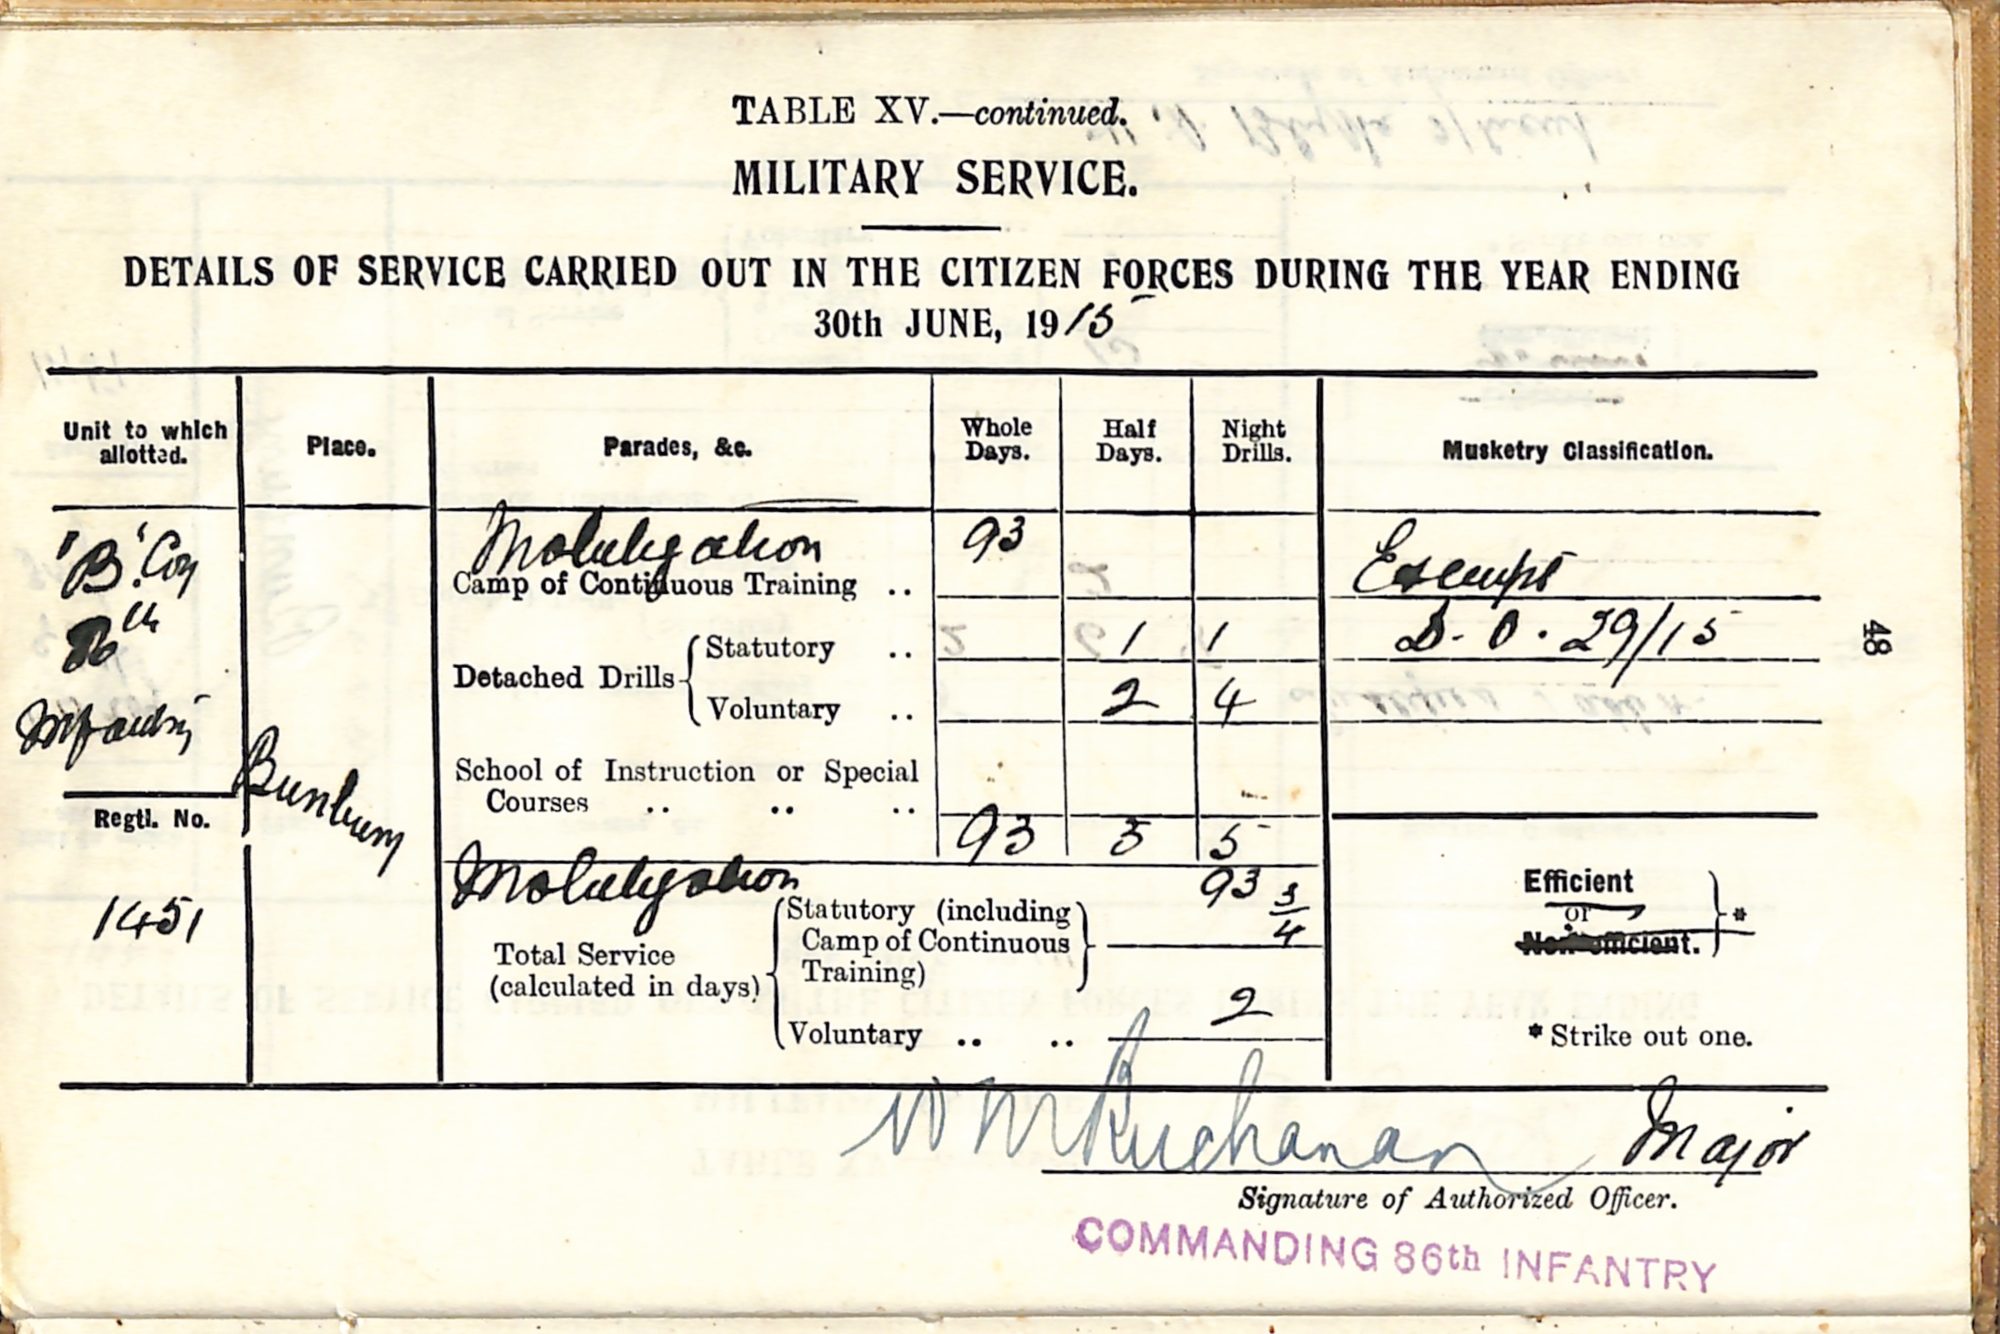 TABLE XV.—continued.
MILITARY SERVICE.
DETAILS OF SERVICE CARRIED OUT IN THE CITIZEN FORCES DURING THE YEAR ENDING
30th JUNE, 1915
Unit to which allotted.
Place.
Parades, &c.
Whole Days.
Half Days.
Night Drills.
Musketry Classification.
'B' Coy
86th
Infantry
Regtl. No.
1451
Bunbury
Mobilization 93
Camp of Continuous Training ..
Detached Drills
Statutory .. 1 1
Voluntary .. 2 4
School of Instruction or Special
Courses .. .. ..
93 3 5
Mobilization 93 3/4
Total Service
(calculated in days)
Statutory (including
Camp of Continuous
Training)
Voluntary .. .. 2
Exempt
D.O. 29/15
Efficient
or
Non-efficient.
*
* Strike out one.
48
W M Buchanan Major
Signature of Authorized Officer.
COMMANDING 86th INFANTRY